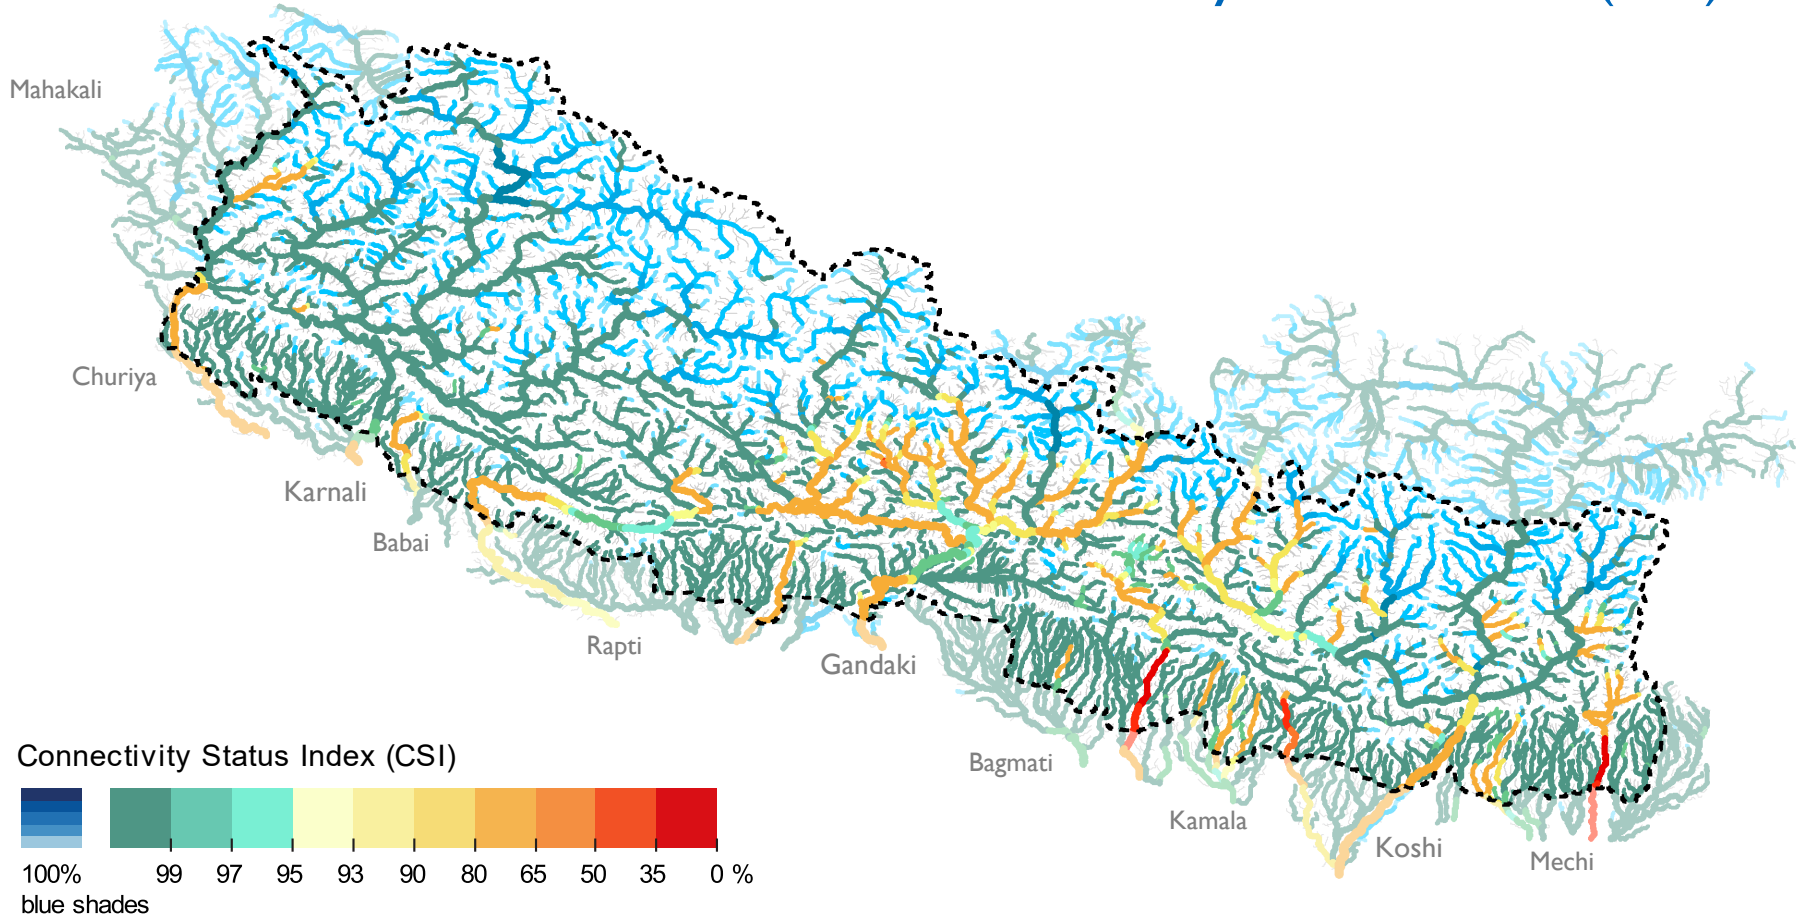 Mahakali
Churiya
Karnali
Babai
Rapti
Gandaki
Bagmati
Kamala
Koshi
Mechi
Connectivity Status Index (CSI)
100% 99 97 95 93 90 80 65 50 35 0 %
blue shades